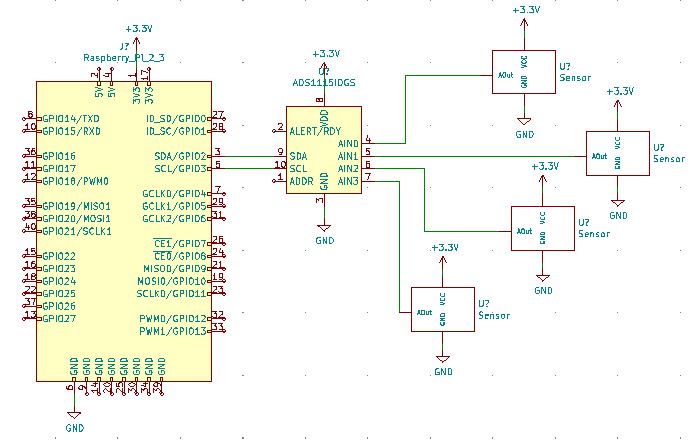 +3.3V
J?
Raspberry_Pi_2_3
2 4 1 17
5V 5V 3V3 3V3
8 GPIO14/TXD
10 GPIO15/RXD
36 GPIO16
11 GPIO17
12 GPIO18/PWM0
35 GPIO19/MISO1
38 GPIO20/MOSI1
40 GPIO21/SCLK1
15 GPIO22
16 GPIO23
18 GPIO24
22 GPIO25
37 GPIO26
13 GPIO27
ID_SD/GPIO0 27
ID_SC/GPIO1 28
SDA/GPIO2 3
SCL/GPIO3 5
GCLK0/GPIO4 7
GCLK1/GPIO5 29
GCLK2/GPIO6 31
CE1/GPIO7 26
CE0/GPIO8 24
MISO0/GPIO9 21
MOSI0/GPIO10 19
SCLK0/GPIO11 23
PWM0/GPIO12 32
PWM1/GPIO13 33
GND GND GND GND GND GND GND GND
6 9 14 20 25 30 34 39
GND
+3.3V
U?
ADS1115IDGS
8
VDD
2 ALERT/RDY
9 SDA
10 SCL
1 ADDR
AIN0 4
AIN1 5
AIN2 6
AIN3 7
GND
3
GND
+3.3V
AOut
GND VCC
U?
Sensor
GND
+3.3V
AOut
GND VCC
U?
Sensor
GND
+3.3V
AOut
GND VCC
U?
Sensor
GND
+3.3V
AOut
GND VCC
U?
Sensor
GND